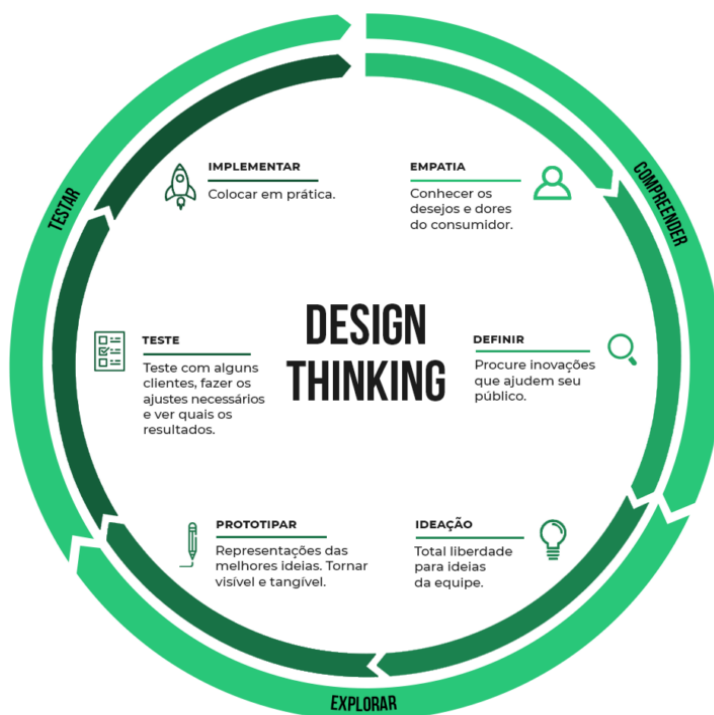 COMPREENDER
EMPATIA
Conhecer os
desejos e dores
do consumidor.
DEFINIR
Procure inovações
que ajudem seu
público.
IDEAÇÃO
Total liberdade
para ideias
da equipe.
EXPLORAR
PROTOTIPAR
Representações das
melhores ideias. Tornar
visível e tangível.
TESTAR
TESTE
Teste com alguns
clientes, fazer os
ajustes necessários
e ver quais os
resultados.
IMPLEMENTAR
Colocar em prática.
DESIGN
THINKING